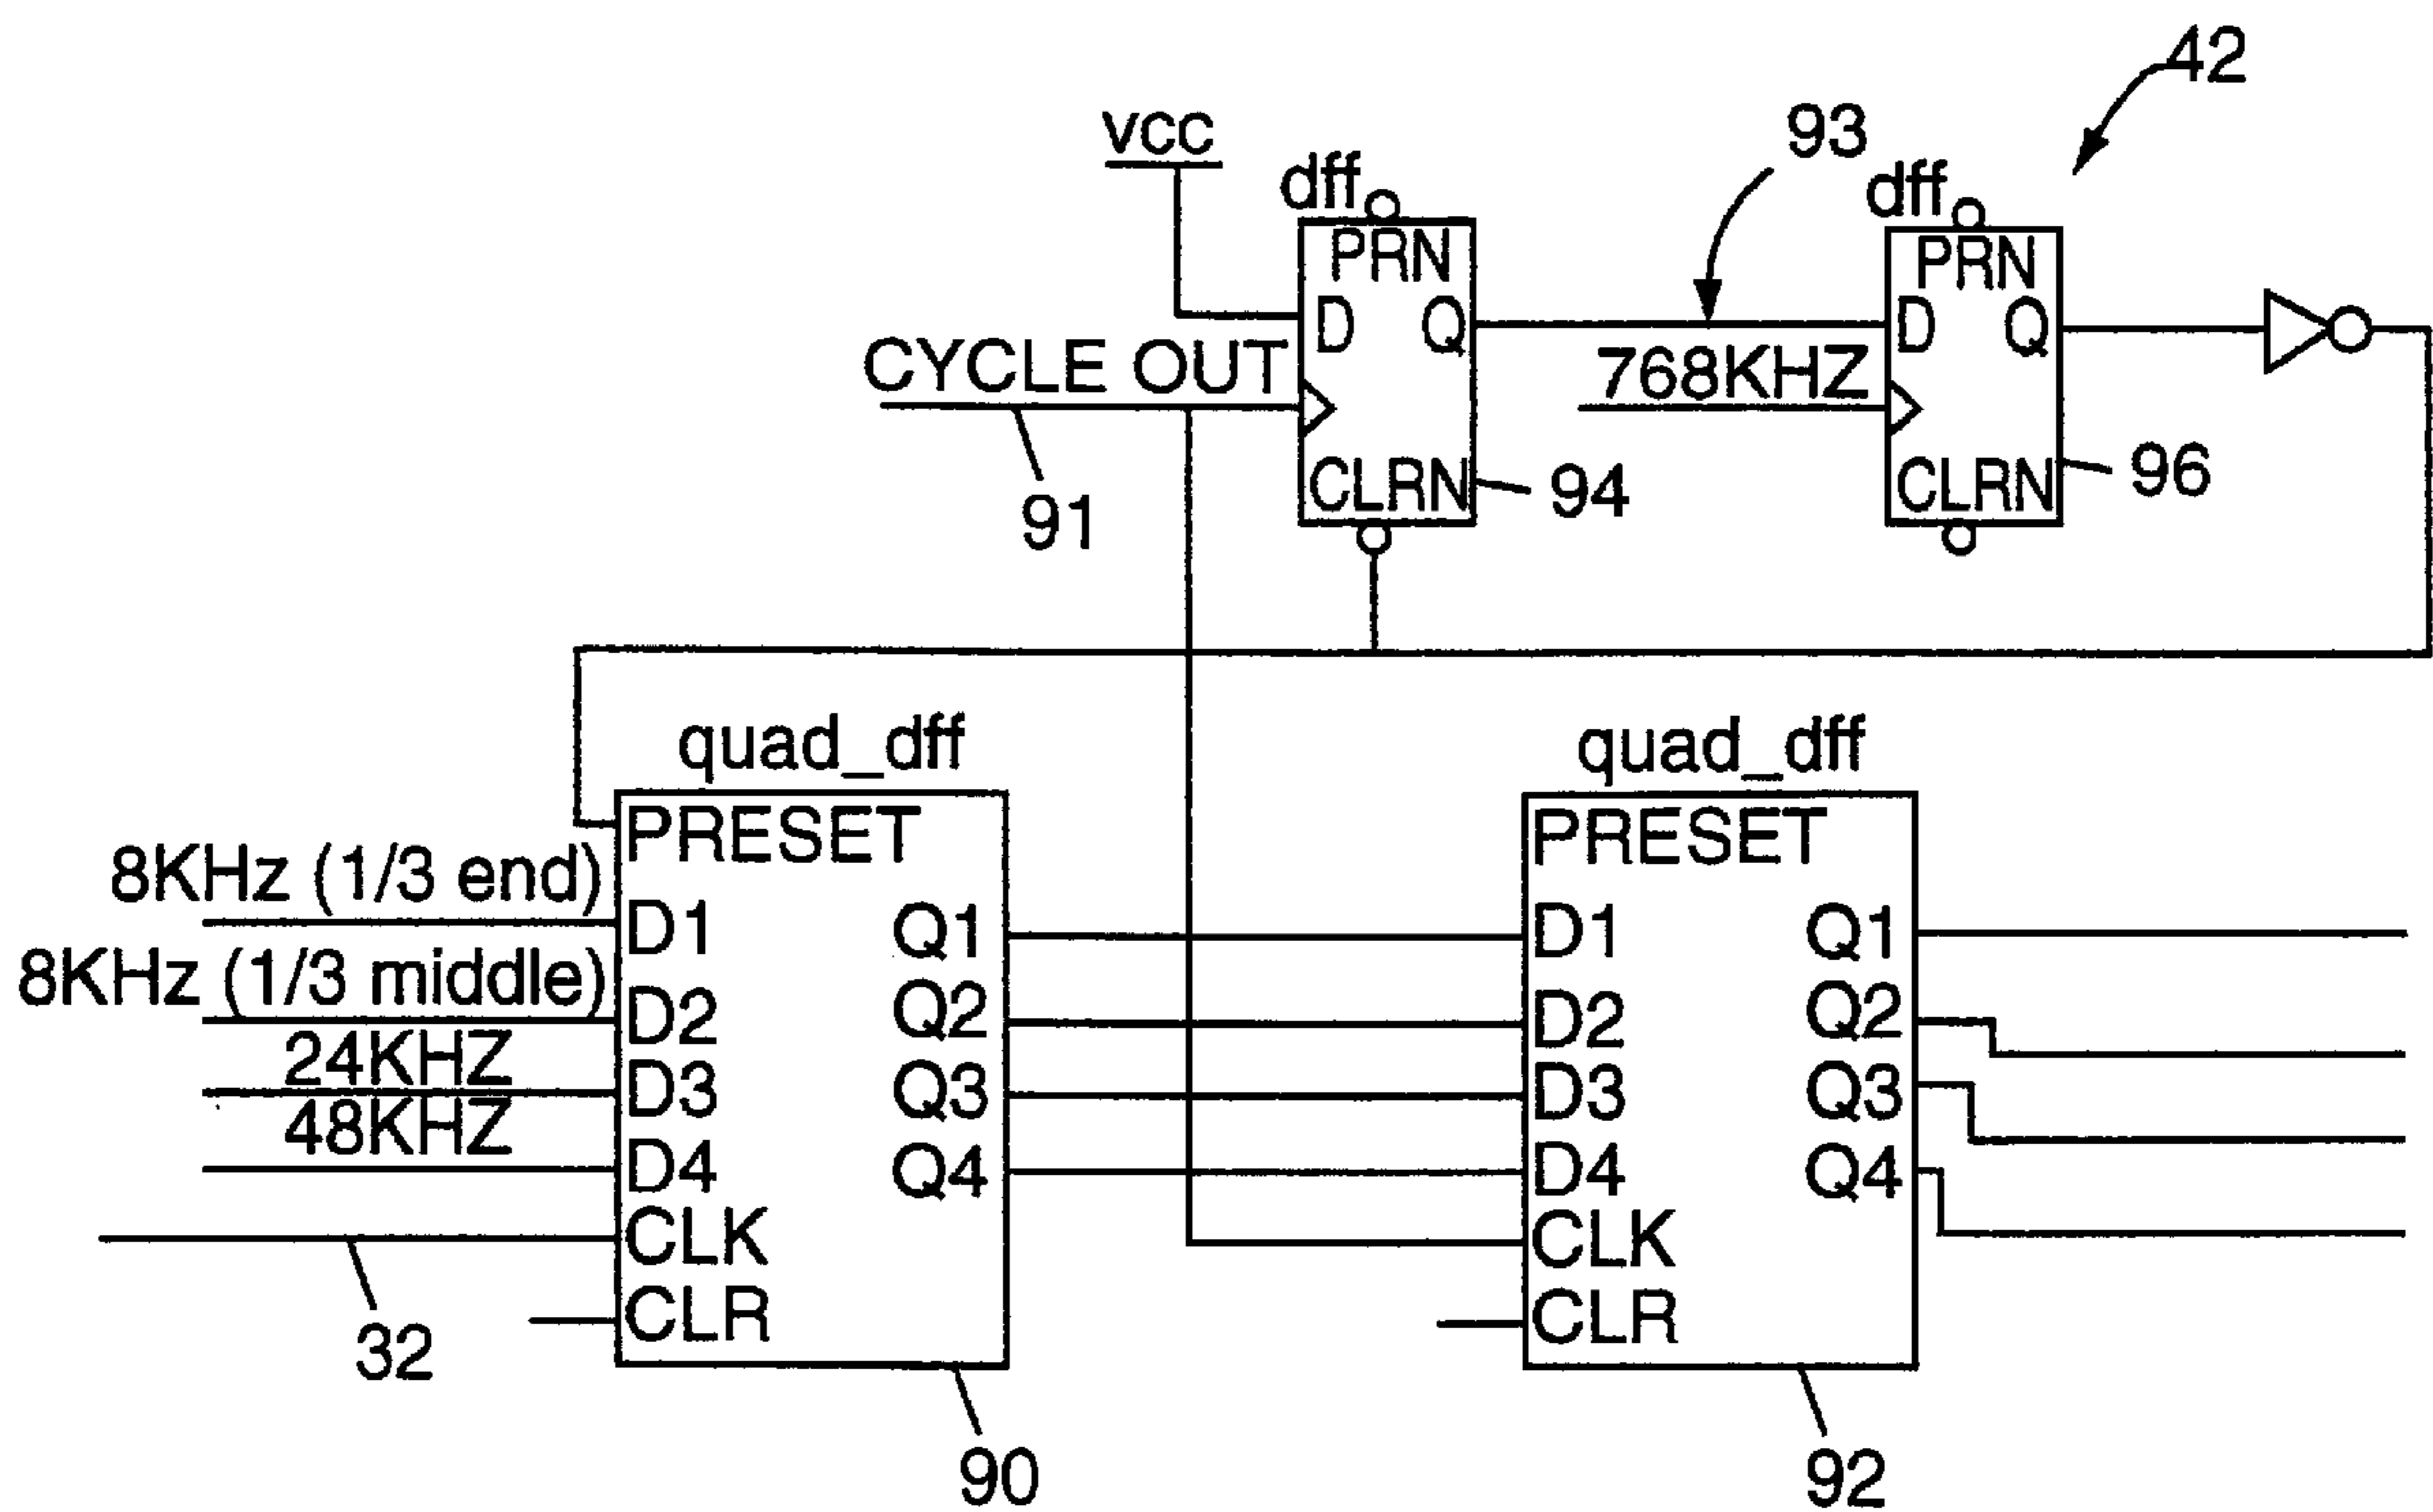 42
vcc
93
dff
dff
PRN
PRN
D Q
D Q
CYCLE OUT
768KHZ
CLRN
CLRN
94
96
91
quad_dff
quad_dff
PRESET
PRESET
8KHz (1/3 end)
D1 Q1
D1 Q1
8KHz (1/3 middle)
D2 Q2
D2 Q2
24KHZ
D3 Q3
D3 Q3
48KHZ
D4 Q4
D4 Q4
CLK
CLK
CLR
CLR
32
90
92